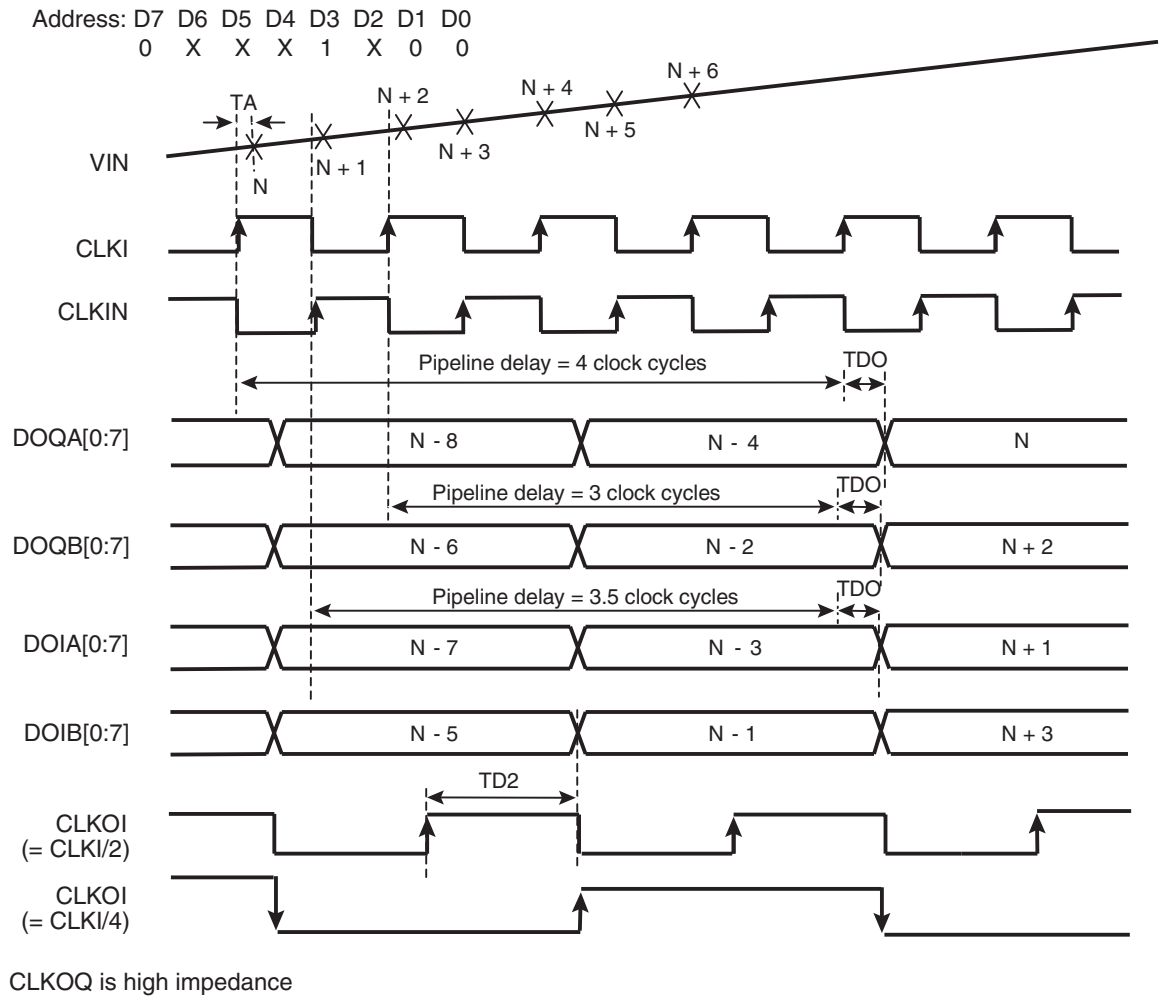 Address: D7 D6 D5 D4 D3 D2 D1 D0
0 X X X 1 X 0 0
TA
N + 2
N + 4
N + 6
VIN
N
N + 1
N + 3
N + 5
CLKI
CLKIN
Pipeline delay = 4 clock cycles
TDO
DOQA[0:7]
N - 8
N - 4
N
Pipeline delay = 3 clock cycles
TDO
DOQB[0:7]
N - 6
N - 2
N + 2
Pipeline delay = 3.5 clock cycles
TDO
DOIA[0:7]
N - 7
N - 3
N + 1
DOIB[0:7]
N - 5
N - 1
N + 3
TD2
CLKOI
(= CLKI/2)
CLKOI
(= CLKI/4)
CLKOQ is high impedance